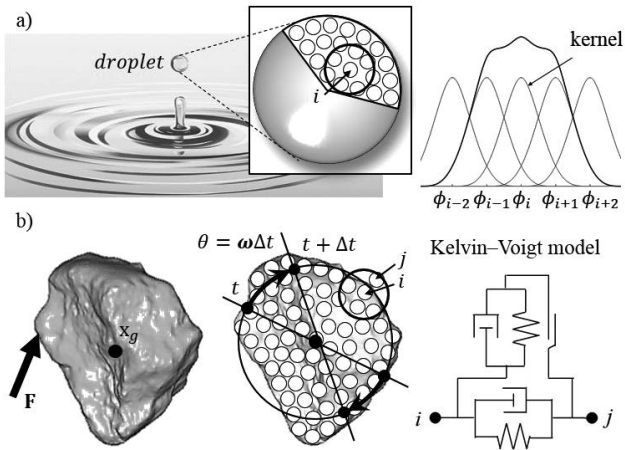 a)
droplet
i
kernel
ϕi−2 ϕi−1 ϕi ϕi+1 ϕi+2
b)
θ = ωΔt
t + Δt
t
j
i
Kelvin–Voigt model
xg
F
i
j